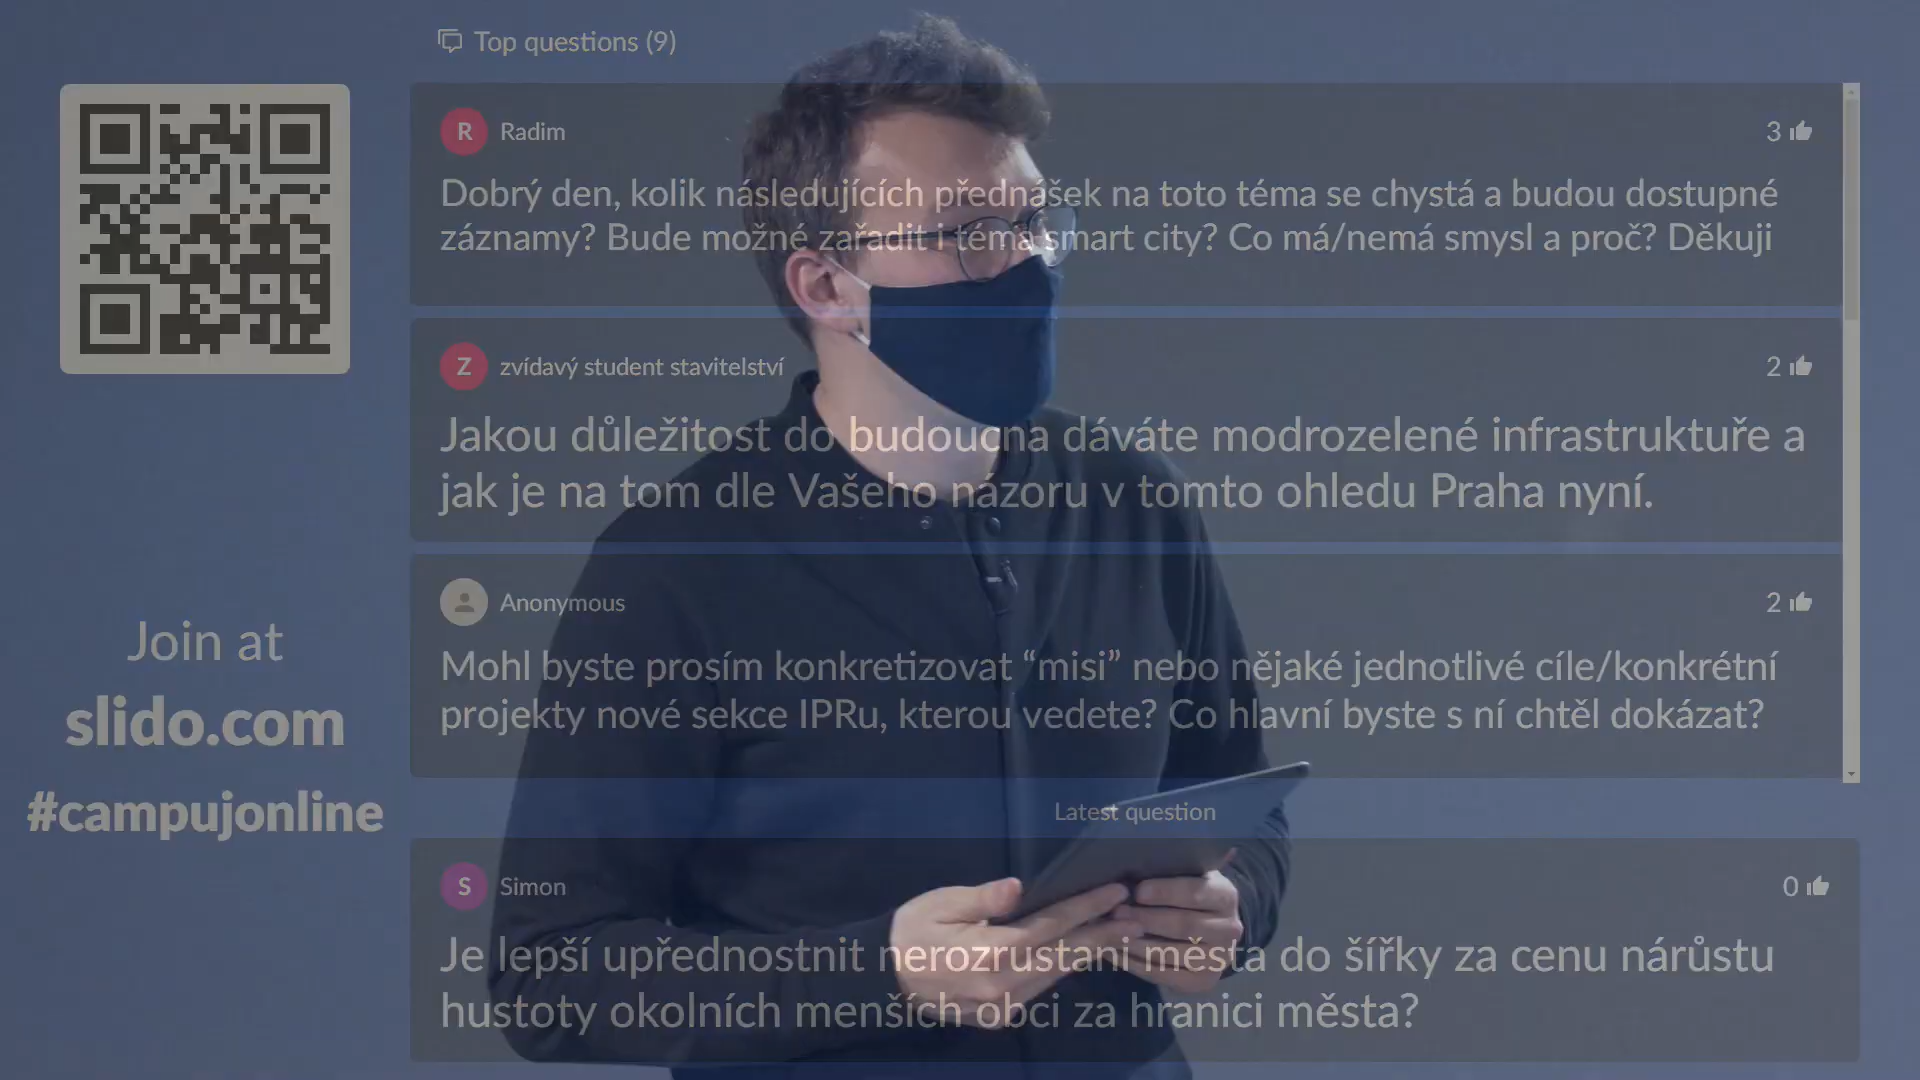 Top questions (9)
R Radim 3
Dobrý den, kolik následujících přednášek na toto téma se chystá a budou dostupné
záznamy? Bude možné zařadit i téma smart city? Co má/nemá smysl a proč? Děkuji
Z zvídavý student stavitelství 2
Jakou důležitost do budoucna dáváte modrozelené infrastruktuře a
jak je na tom dle Vašeho názoru v tomto ohledu Praha nyní.
Anonymous 2
Mohl byste prosím konkretizovat “misi” nebo nějaké jednotlivé cíle/konkrétní
projekty nové sekce IPRu, kterou vedete? Co hlavní byste s ní chtěl dokázat?
Join at
slido.com
#campujonline
Latest question
S Simon 0
Je lepší upřednostnit nerozrustani města do šířky za cenu nárůstu
hustoty okolních menších obci za hranici města?